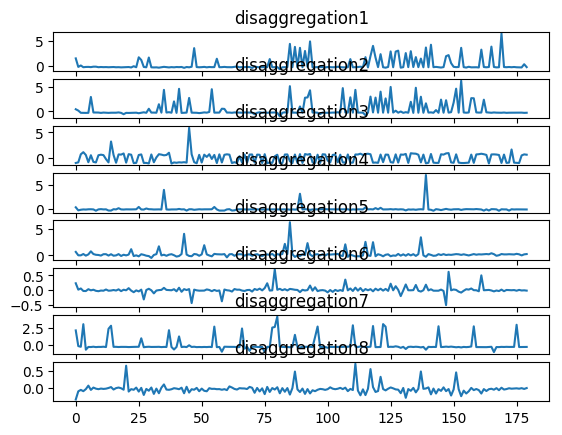 disaggregation1
5
0
disaggregation2
5
0
disaggregation3
5
0
disaggregation4
5
0
disaggregation5
5
0
disaggregation6
0.5
0.0
−0.5
disaggregation7
2.5
0.0
disaggregation8
0.5
0.0
0 25 50 75 100 125 150 175